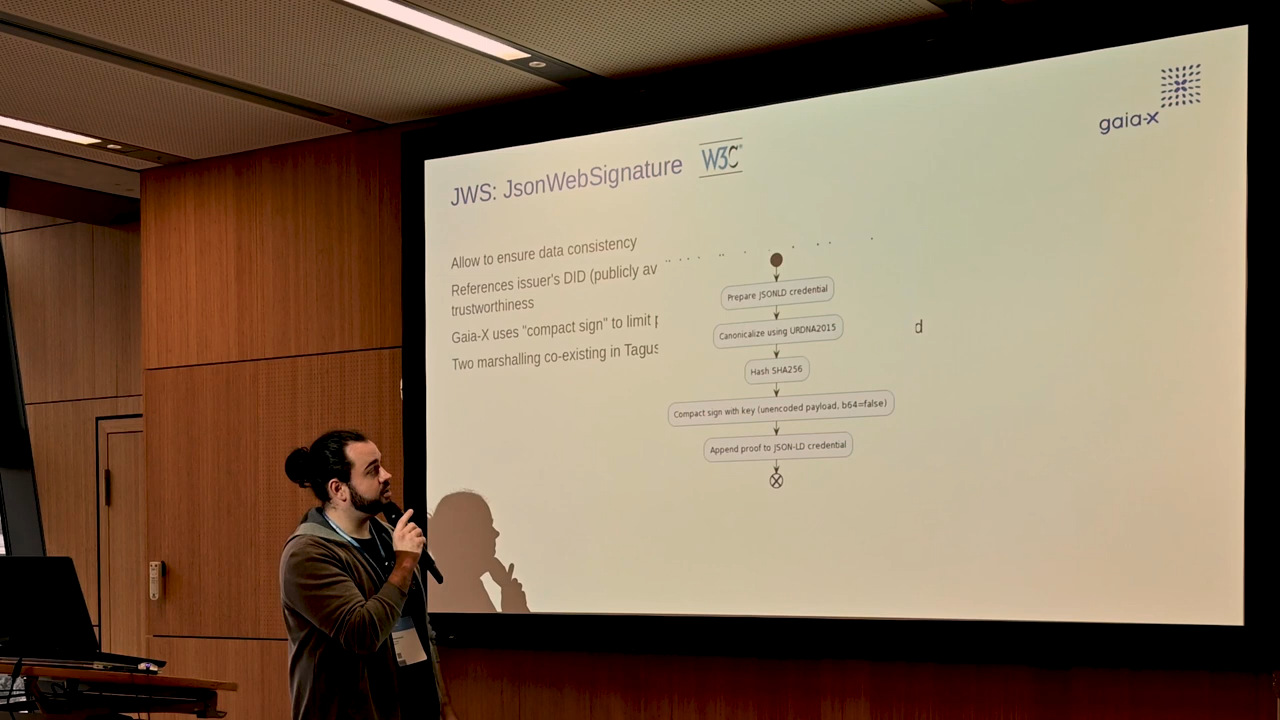 gaia-x
JWS: JsonWebSignature
W3C
Allow to ensure data consistency
References issuer's DID (publicly av
trustworthiness
Gaia-X uses "compact sign" to limit
d
Two marshalling co-existing in Tagus
Prepare JSONLD credential
Canonicalize using URDNA2015
Hash SHA256
Compact sign with key (unencoded payload, b64=false)
Append proof to JSON-LD credential